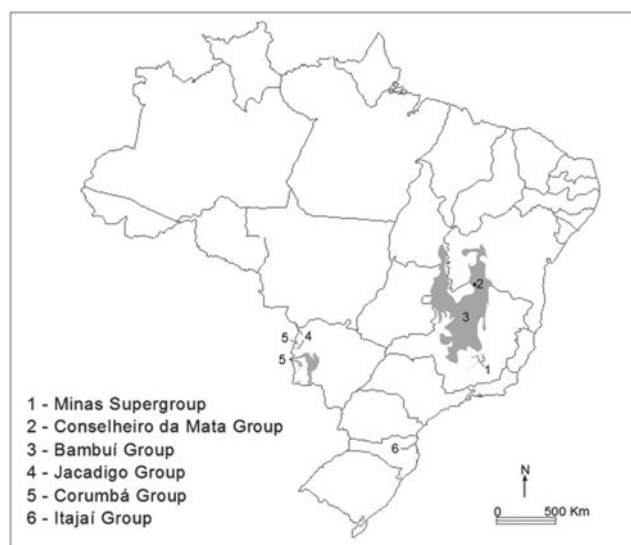 2
3
1
5
4
5
6
1 - Minas Supergroup
2 - Conselheiro da Mata Group
3 - Bambuí Group
4 - Jacadigo Group
5 - Corumbá Group
6 - Itajaí Group
N
0 500 Km